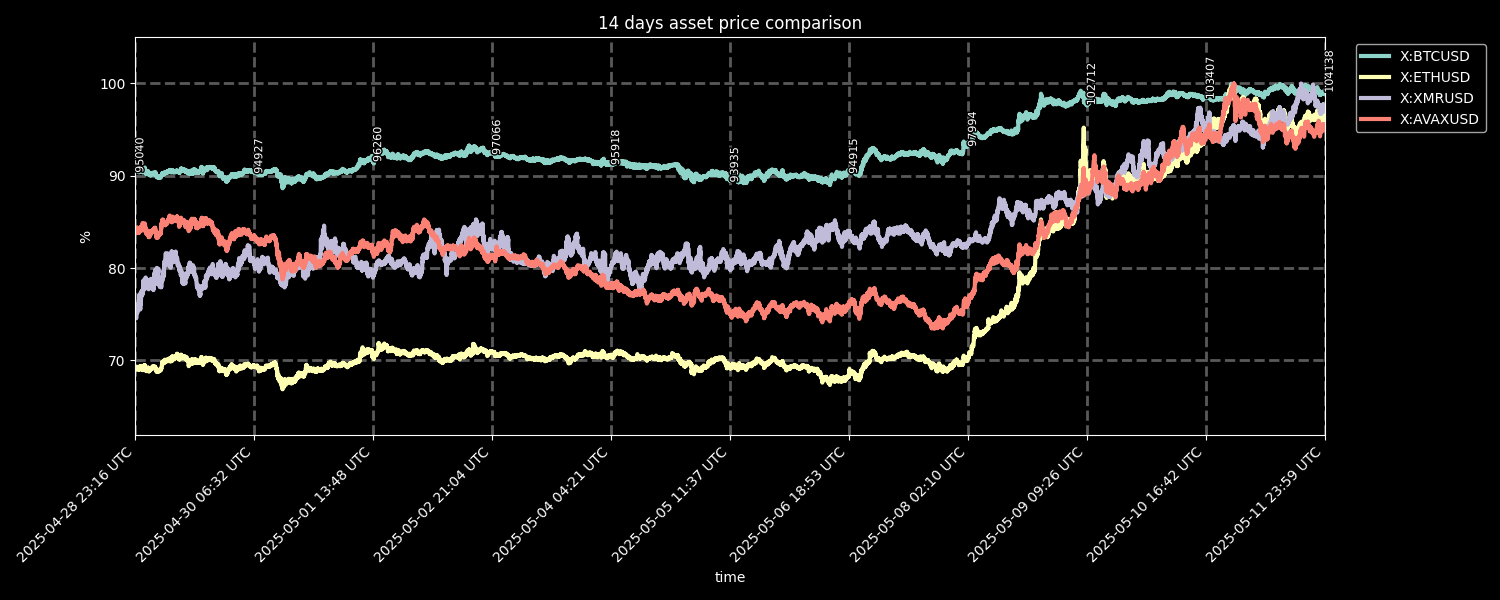 14 days asset price comparison
100
90
80
70
%
95040
94927
96260
97066
95918
93935
94915
97994
102712
103407
104138
X:BTCUSD
X:ETHUSD
X:XMRUSD
X:AVAXUSD
2025-04-28 23:16 UTC
2025-04-30 06:32 UTC
2025-05-01 13:48 UTC
2025-05-02 21:04 UTC
2025-05-04 04:21 UTC
2025-05-05 11:37 UTC
2025-05-06 18:53 UTC
2025-05-08 02:10 UTC
2025-05-09 09:26 UTC
2025-05-10 16:42 UTC
2025-05-11 23:59 UTC
time